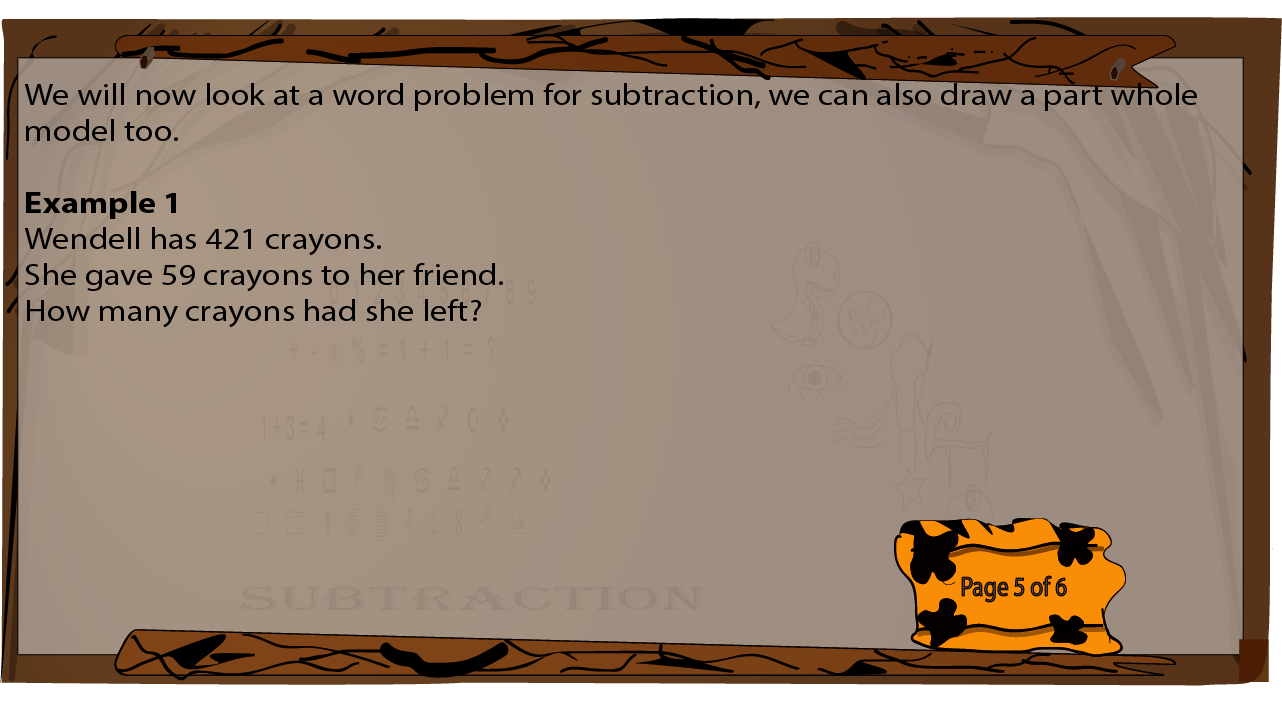 We will now look at a word problem for subtraction, we can also draw a part whole
model too.
Example 1
Wendell has 421 crayons.
She gave 59 crayons to her friend.
How many crayons had she left?
8 9
+ - x % = 1 + 1 = ?
1+3= 4
SUBTRACTION
Page 5 of 6